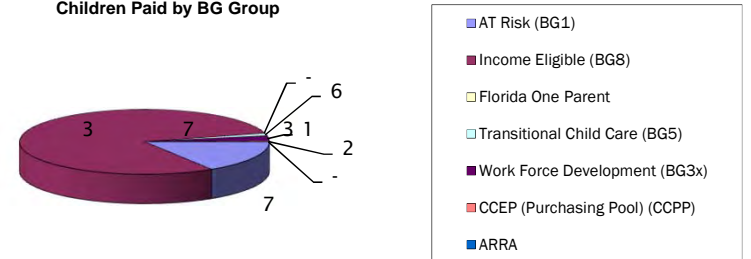 Children Paid by BG Group
-
6
3
7
3 1
2
-
7
AT Risk (BG1)
Income Eligible (BG8)
Florida One Parent
Transitional Child Care (BG5)
Work Force Development (BG3x)
CCEP (Purchasing Pool) (CCPP)
ARRA